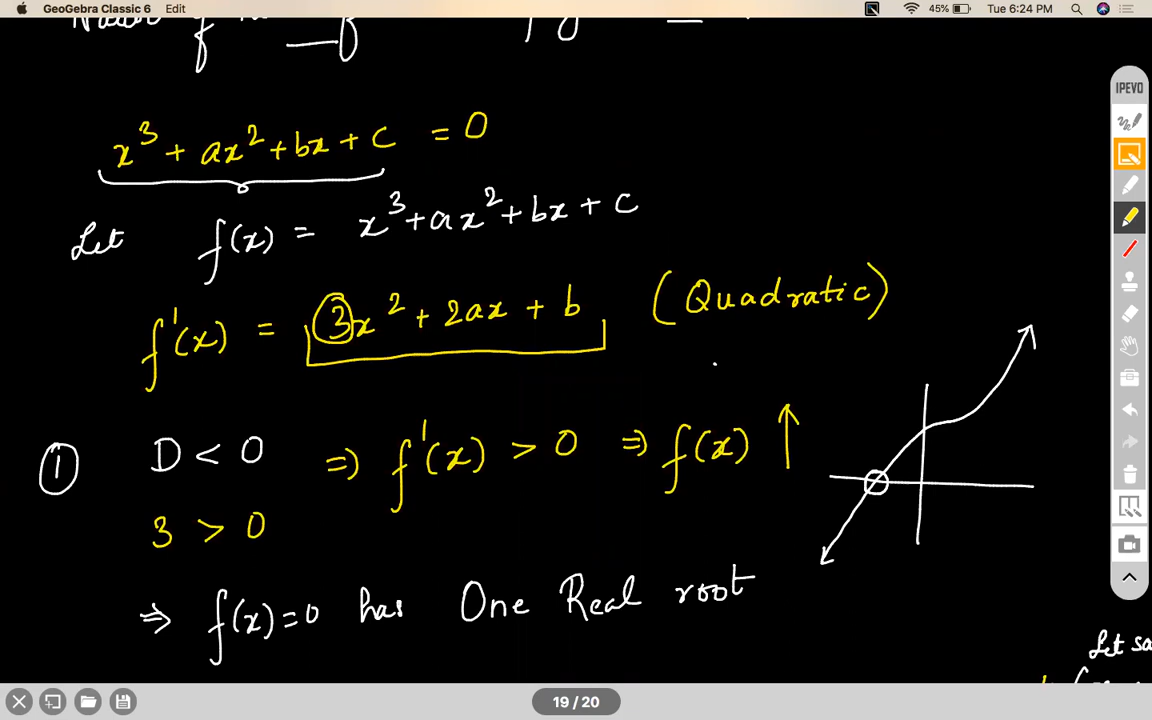 GeoGebra Classic 6 Edit 45% Tue 6:24 PM
IPEVO
x³ + ax² + bx + c = 0
Let f(x) = x³ + ax² + bx + c
f'(x) = 3x² + 2ax + b (Quadratic)
① D < 0 ⇒ f'(x) > 0 ⇒ f(x) ↑
3 > 0
⇒ f(x) = 0 has One Real root
Let
19 / 20